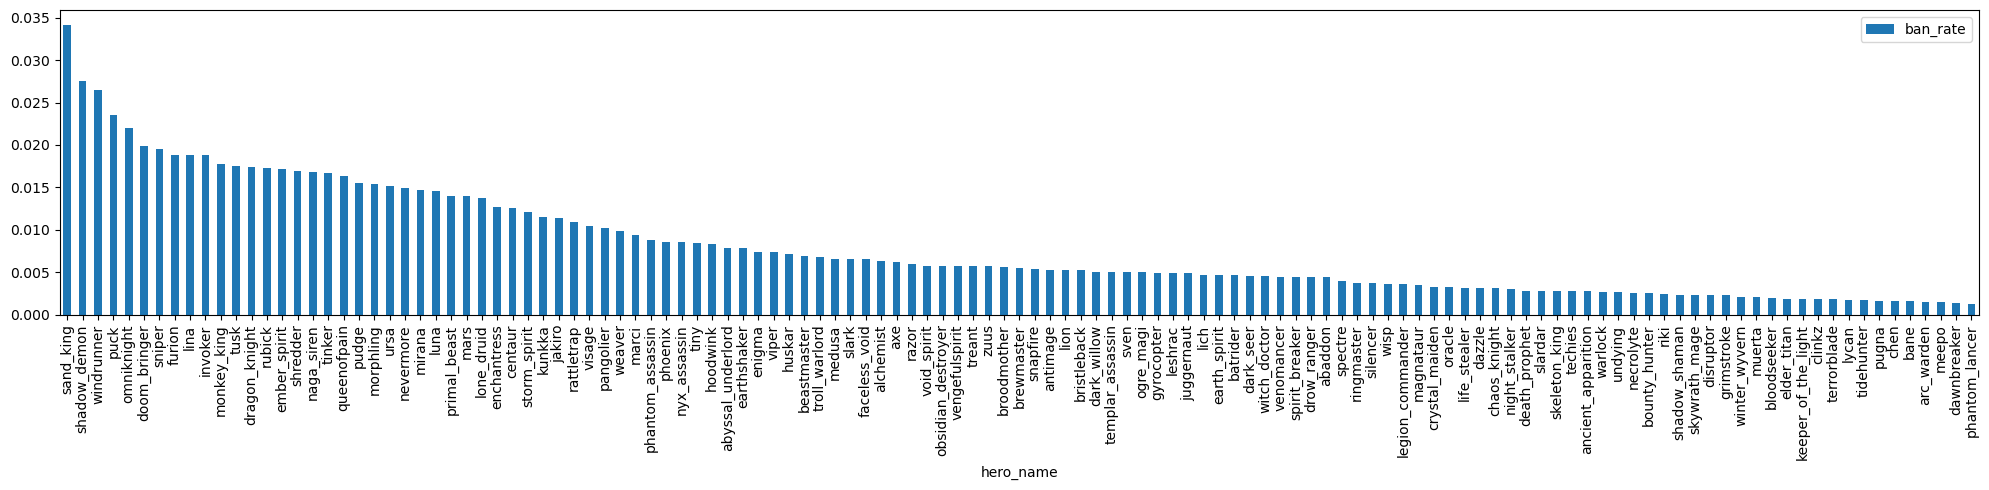 0.035
0.030
0.025
0.020
0.015
0.010
0.005
0.000
ban_rate
sand_king
shadow_demon
windrunner
puck
omniknight
doom_bringer
sniper
furion
lina
invoker
monkey_king
tusk
dragon_knight
rubick
ember_spirit
shredder
naga_siren
tinker
queenofpain
pudge
morphling
ursa
nevermore
mirana
luna
primal_beast
mars
lone_druid
enchantress
centaur
storm_spirit
kunkka
jakiro
rattletrap
visage
pangolier
weaver
marci
phantom_assassin
phoenix
nyx_assassin
tiny
hoodwink
abyssal_underlord
earthshaker
enigma
viper
huskar
beastmaster
troll_warlord
medusa
slark
faceless_void
alchemist
axe
razor
void_spirit
obsidian_destroyer
vengefulspirit
treant
zuus
broodmother
brewmaster
snapfire
antimage
lion
bristleback
dark_willow
templar_assassin
sven
ogre_magi
gyrocopter
leshrac
juggernaut
lich
earth_spirit
batrider
dark_seer
witch_doctor
venomancer
spirit_breaker
drow_ranger
abaddon
spectre
ringmaster
silencer
wisp
legion_commander
magnataur
crystal_maiden
oracle
life_stealer
dazzle
chaos_knight
night_stalker
death_prophet
slardar
skeleton_king
techies
ancient_apparition
warlock
undying
necrolyte
bounty_hunter
riki
shadow_shaman
skywrath_mage
disruptor
grimstroke
winter_wyvern
muerta
bloodseeker
elder_titan
keeper_of_the_light
clinkz
terrorblade
lycan
tidehunter
pugna
chen
bane
arc_warden
meepo
dawnbreaker
phantom_lancer
hero_name